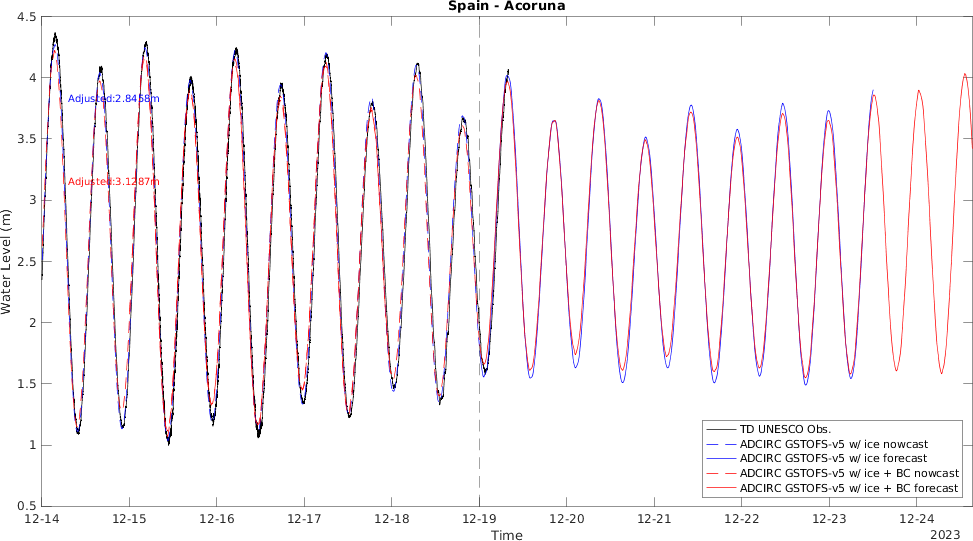 Spain - Acoruna
4.5
4
Adjusted:2.8458m
3.5
Adjusted:3.1287m
3
Water Level (m)
2.5
2
1.5
1
0.5
TD UNESCO Obs.
ADCIRC GSTOFS-v5 w/ ice nowcast
ADCIRC GSTOFS-v5 w/ ice forecast
ADCIRC GSTOFS-v5 w/ ice + BC nowcast
ADCIRC GSTOFS-v5 w/ ice + BC forecast
12-14 12-15 12-16 12-17 12-18 12-19 12-20 12-21 12-22 12-23 12-24
Time
2023